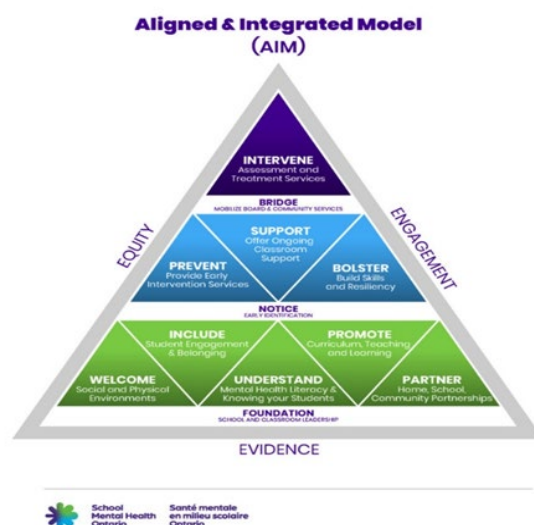 Aligned & Integrated Model
(AIM)
INTERVENE
Assessment and
Treatment Services
BRIDGE
MOBILIZE BOARD & COMMUNITY SERVICES
EQUITY
ENGAGEMENT
SUPPORT
Offer Ongoing
Classroom
Support
PREVENT
Provide Early
Intervention Services
BOLSTER
Build Skills
and Resiliency
NOTICE
EARLY IDENTIFICATION
INCLUDE
Student Engagement
& Belonging
PROMOTE
Curriculum, Teaching
and Learning
WELCOME
Social and Physical
Environments
UNDERSTAND
Mental Health Literacy &
Knowing your Students
PARTNER
Home, School,
Community Partnerships
FOUNDATION
SCHOOL AND CLASSROOM LEADERSHIP
EVIDENCE
School
Mental Health
Ontario
Santé mentale
en milieu scolaire
Ontario